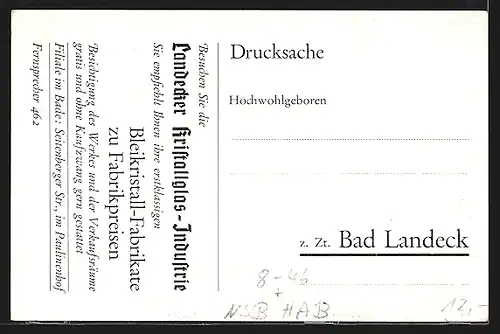 Besuchen Sie die
Landecker Kristallglas-Industrie
Sie empfiehlt Ihnen ihre erstklassigen
Bleikristall-Fabrikate
zu Fabrikpreisen
Besichtigung des Werkes und der Verkaufsräume
gratis und ohne Kaufzwang gern gestattet
Filiale im Bade: Seitenberger Str., im Paulinenhof
Fernsprecher 462
Drucksache
Hochwohlgeboren
z. Zt. Bad Landeck
8-46
HAB
12,-